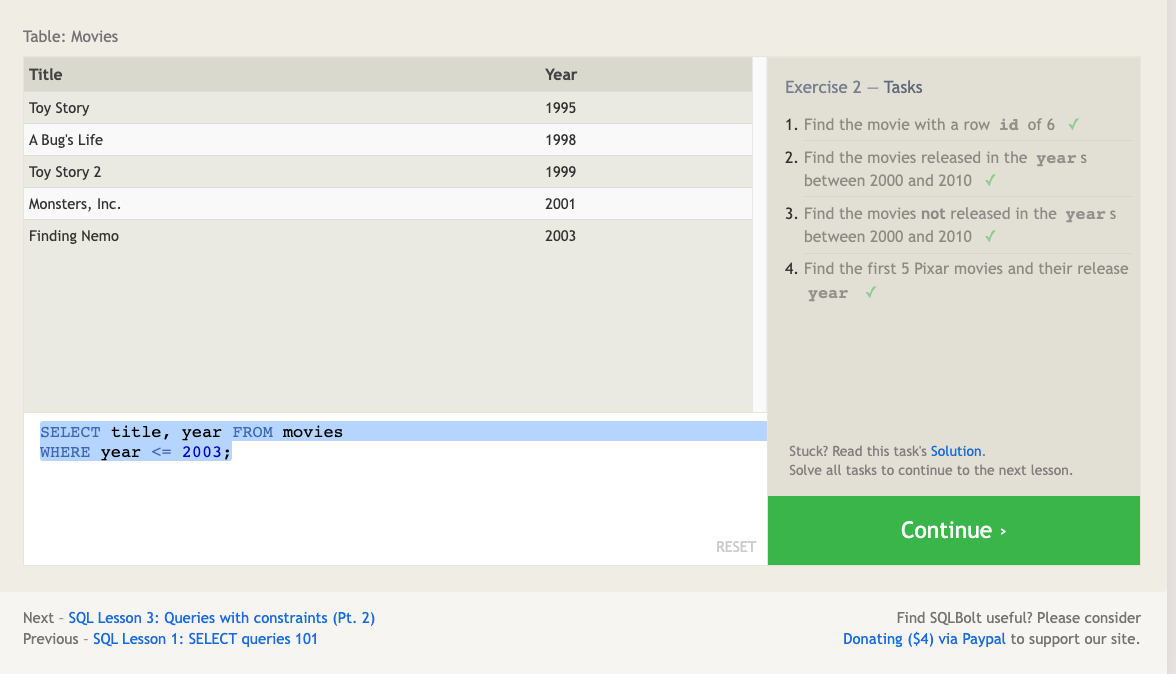 Table: Movies
Title Year
Toy Story 1995
A Bug's Life 1998
Toy Story 2 1999
Monsters, Inc. 2001
Finding Nemo 2003
SELECT title, year FROM movies
WHERE year <= 2003;
RESET
Exercise 2 — Tasks
1. Find the movie with a row id of 6 ✓
2. Find the movies released in the year s
between 2000 and 2010 ✓
3. Find the movies not released in the year s
between 2000 and 2010 ✓
4. Find the first 5 Pixar movies and their release
year ✓
Stuck? Read this task's Solution.
Solve all tasks to continue to the next lesson.
Continue ›
Next – SQL Lesson 3: Queries with constraints (Pt. 2)
Previous – SQL Lesson 1: SELECT queries 101
Find SQLBolt useful? Please consider
Donating ($4) via Paypal to support our site.